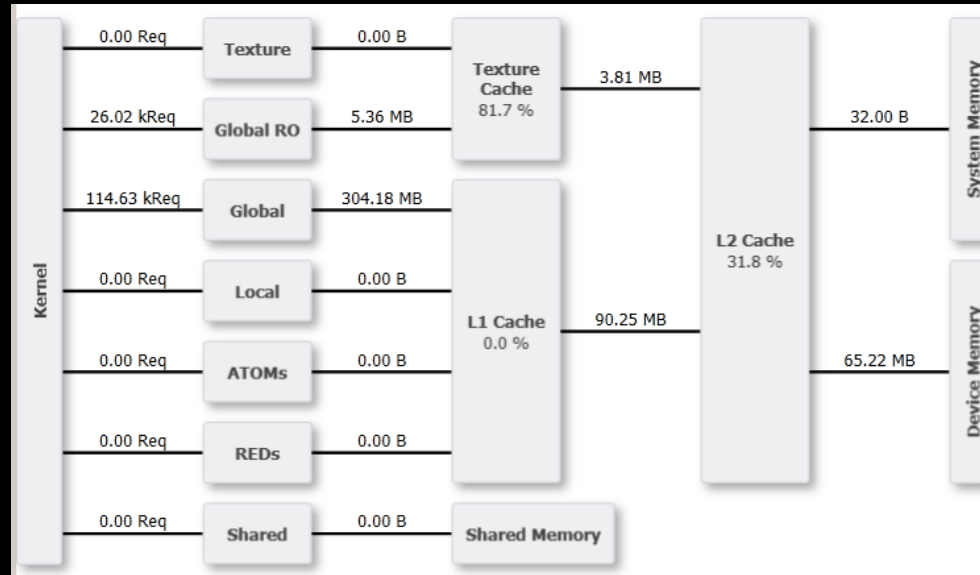 Kernel
0.00 Req
Texture
0.00 B
26.02 kReq
Global RO
5.36 MB
Texture
Cache
81.7 %
3.81 MB
114.63 kReq
Global
304.18 MB
0.00 Req
Local
0.00 B
0.00 Req
ATOMs
0.00 B
0.00 Req
REDs
0.00 B
L1 Cache
0.0 %
90.25 MB
L2 Cache
31.8 %
32.00 B
System Memory
65.22 MB
Device Memory
0.00 Req
Shared
0.00 B
Shared Memory